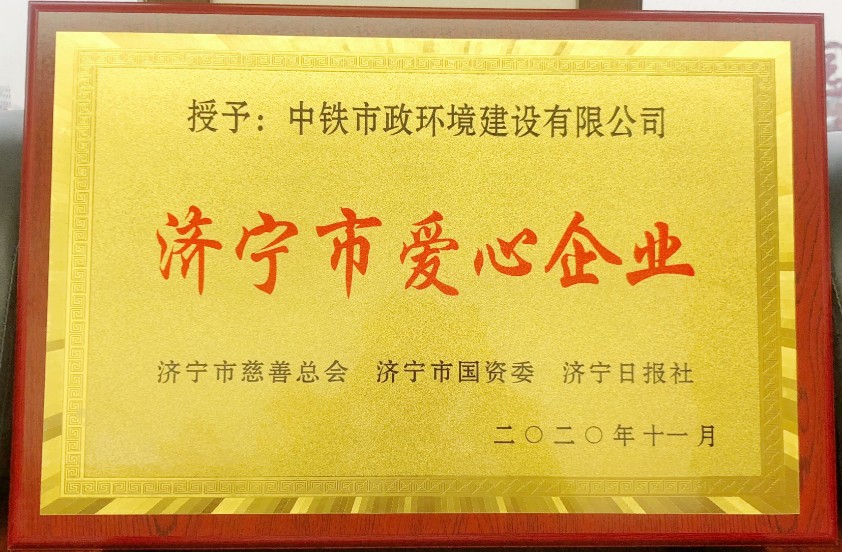 授予：中铁市政环境建设有限公司
济宁市爱心企业
济宁市慈善总会 济宁市国资委 济宁日报社
二〇二〇年十一月